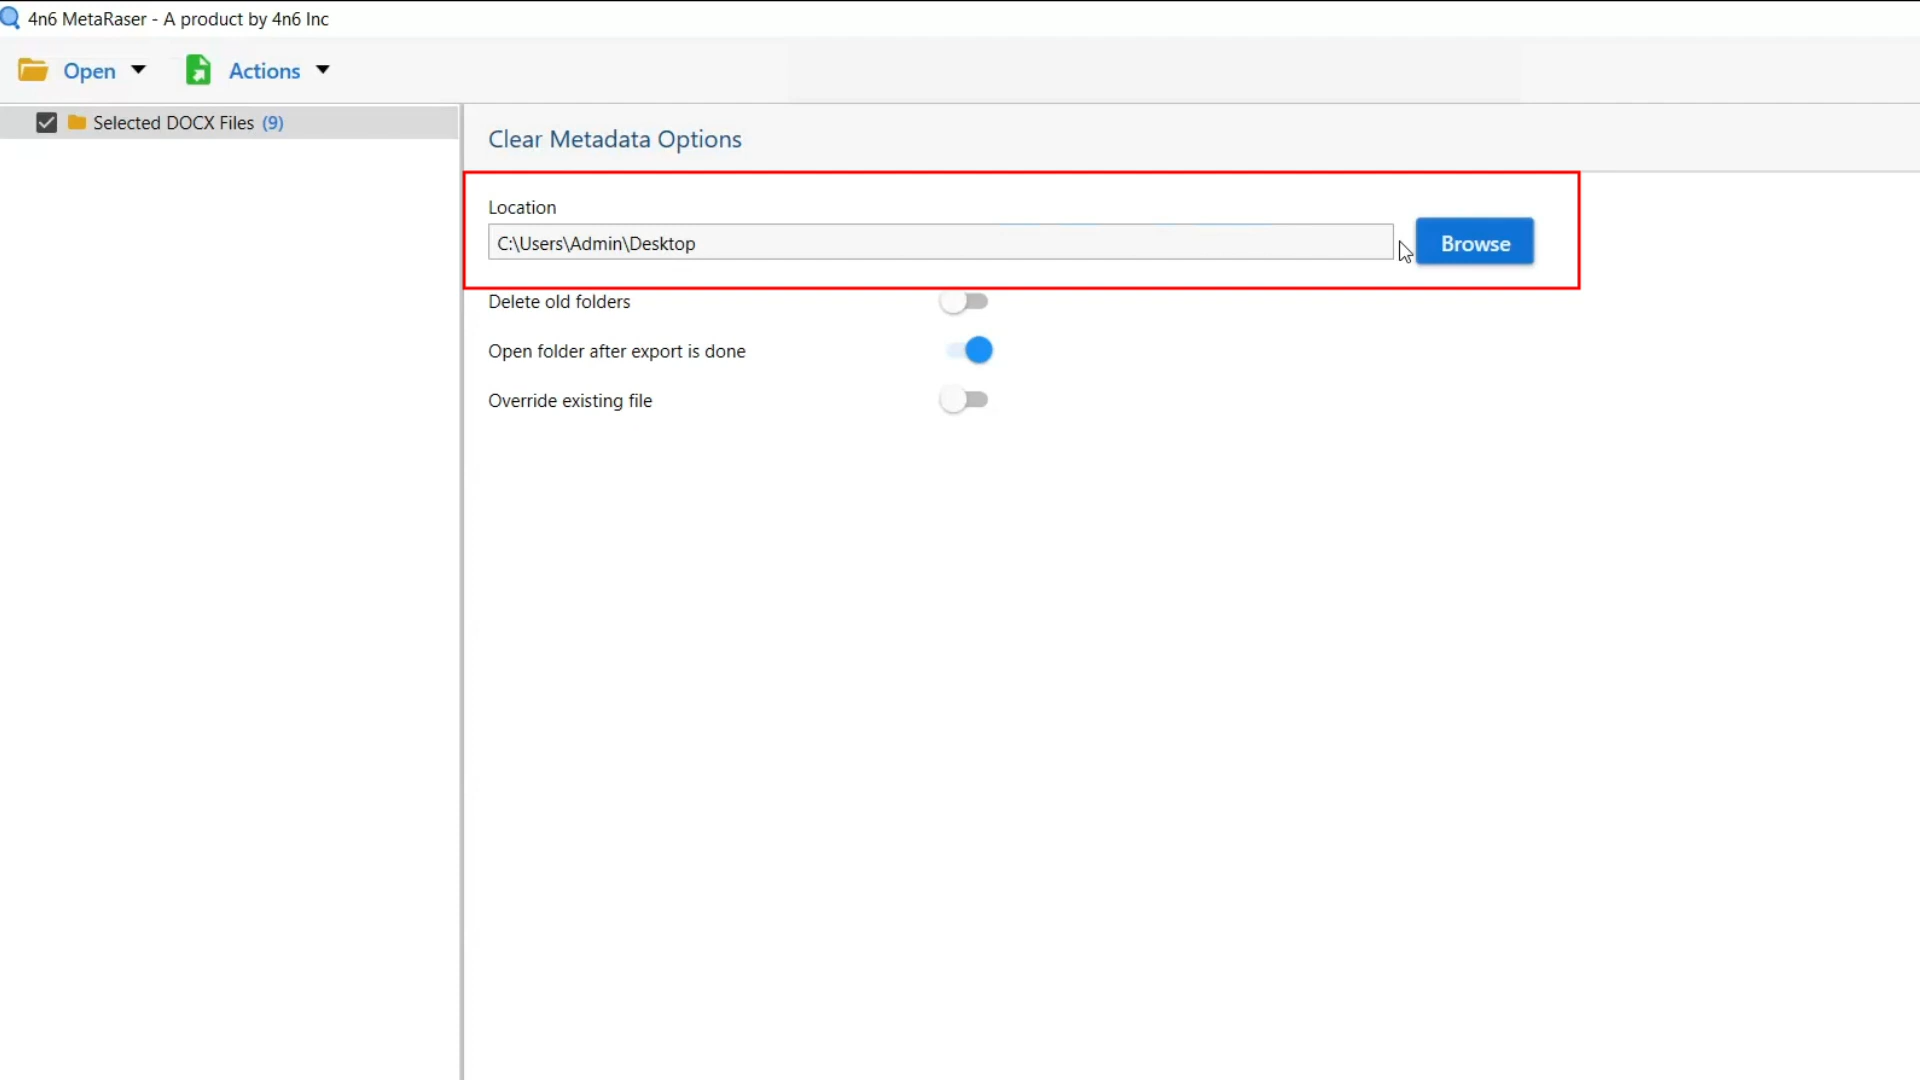 4n6 MetaRaser - A product by 4n6 Inc
Open
Actions
Selected DOCX Files (9)
Clear Metadata Options
Location
C:\Users\Admin\Desktop
Browse
Delete old folders
Open folder after export is done
Override existing file